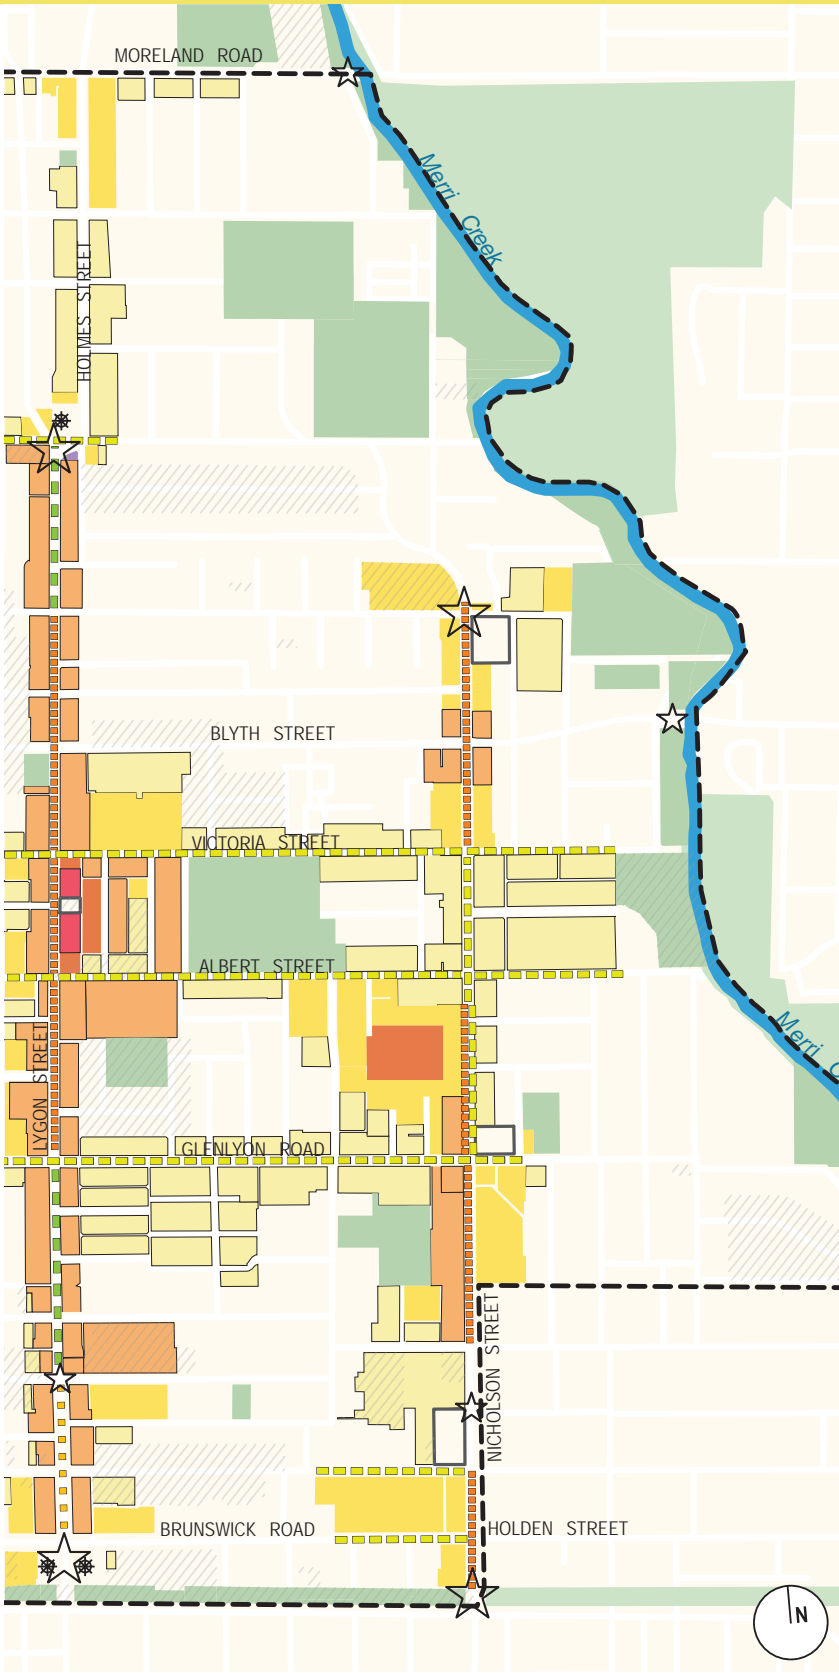 MORELAND ROAD
Merri
Creek
HOLMES STREET
BLYTH STREET
VICTORIA STREET
ALBERT STREET
LYGON STREET
Merri C
GLENLYON ROAD
NICHOLSON STREET
BRUNSWICK ROAD
HOLDEN STREET
N